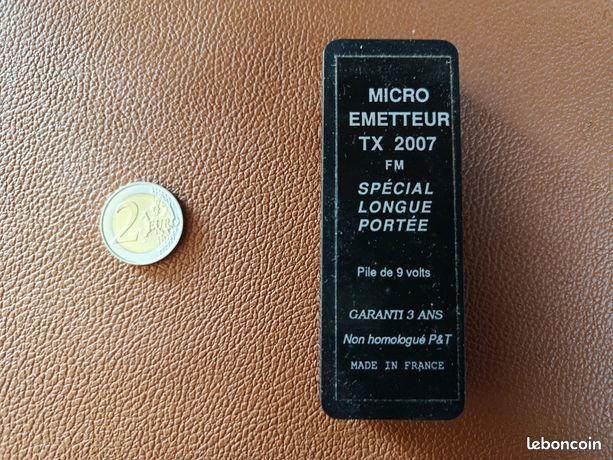 MICRO
EMETTEUR
TX 2007
FM
SPÉCIAL
LONGUE
PORTÉE
Pile de 9 volts
GARANTI 3 ANS
Non homologué P&T
MADE IN FRANCE
2 EURO
leboncoin